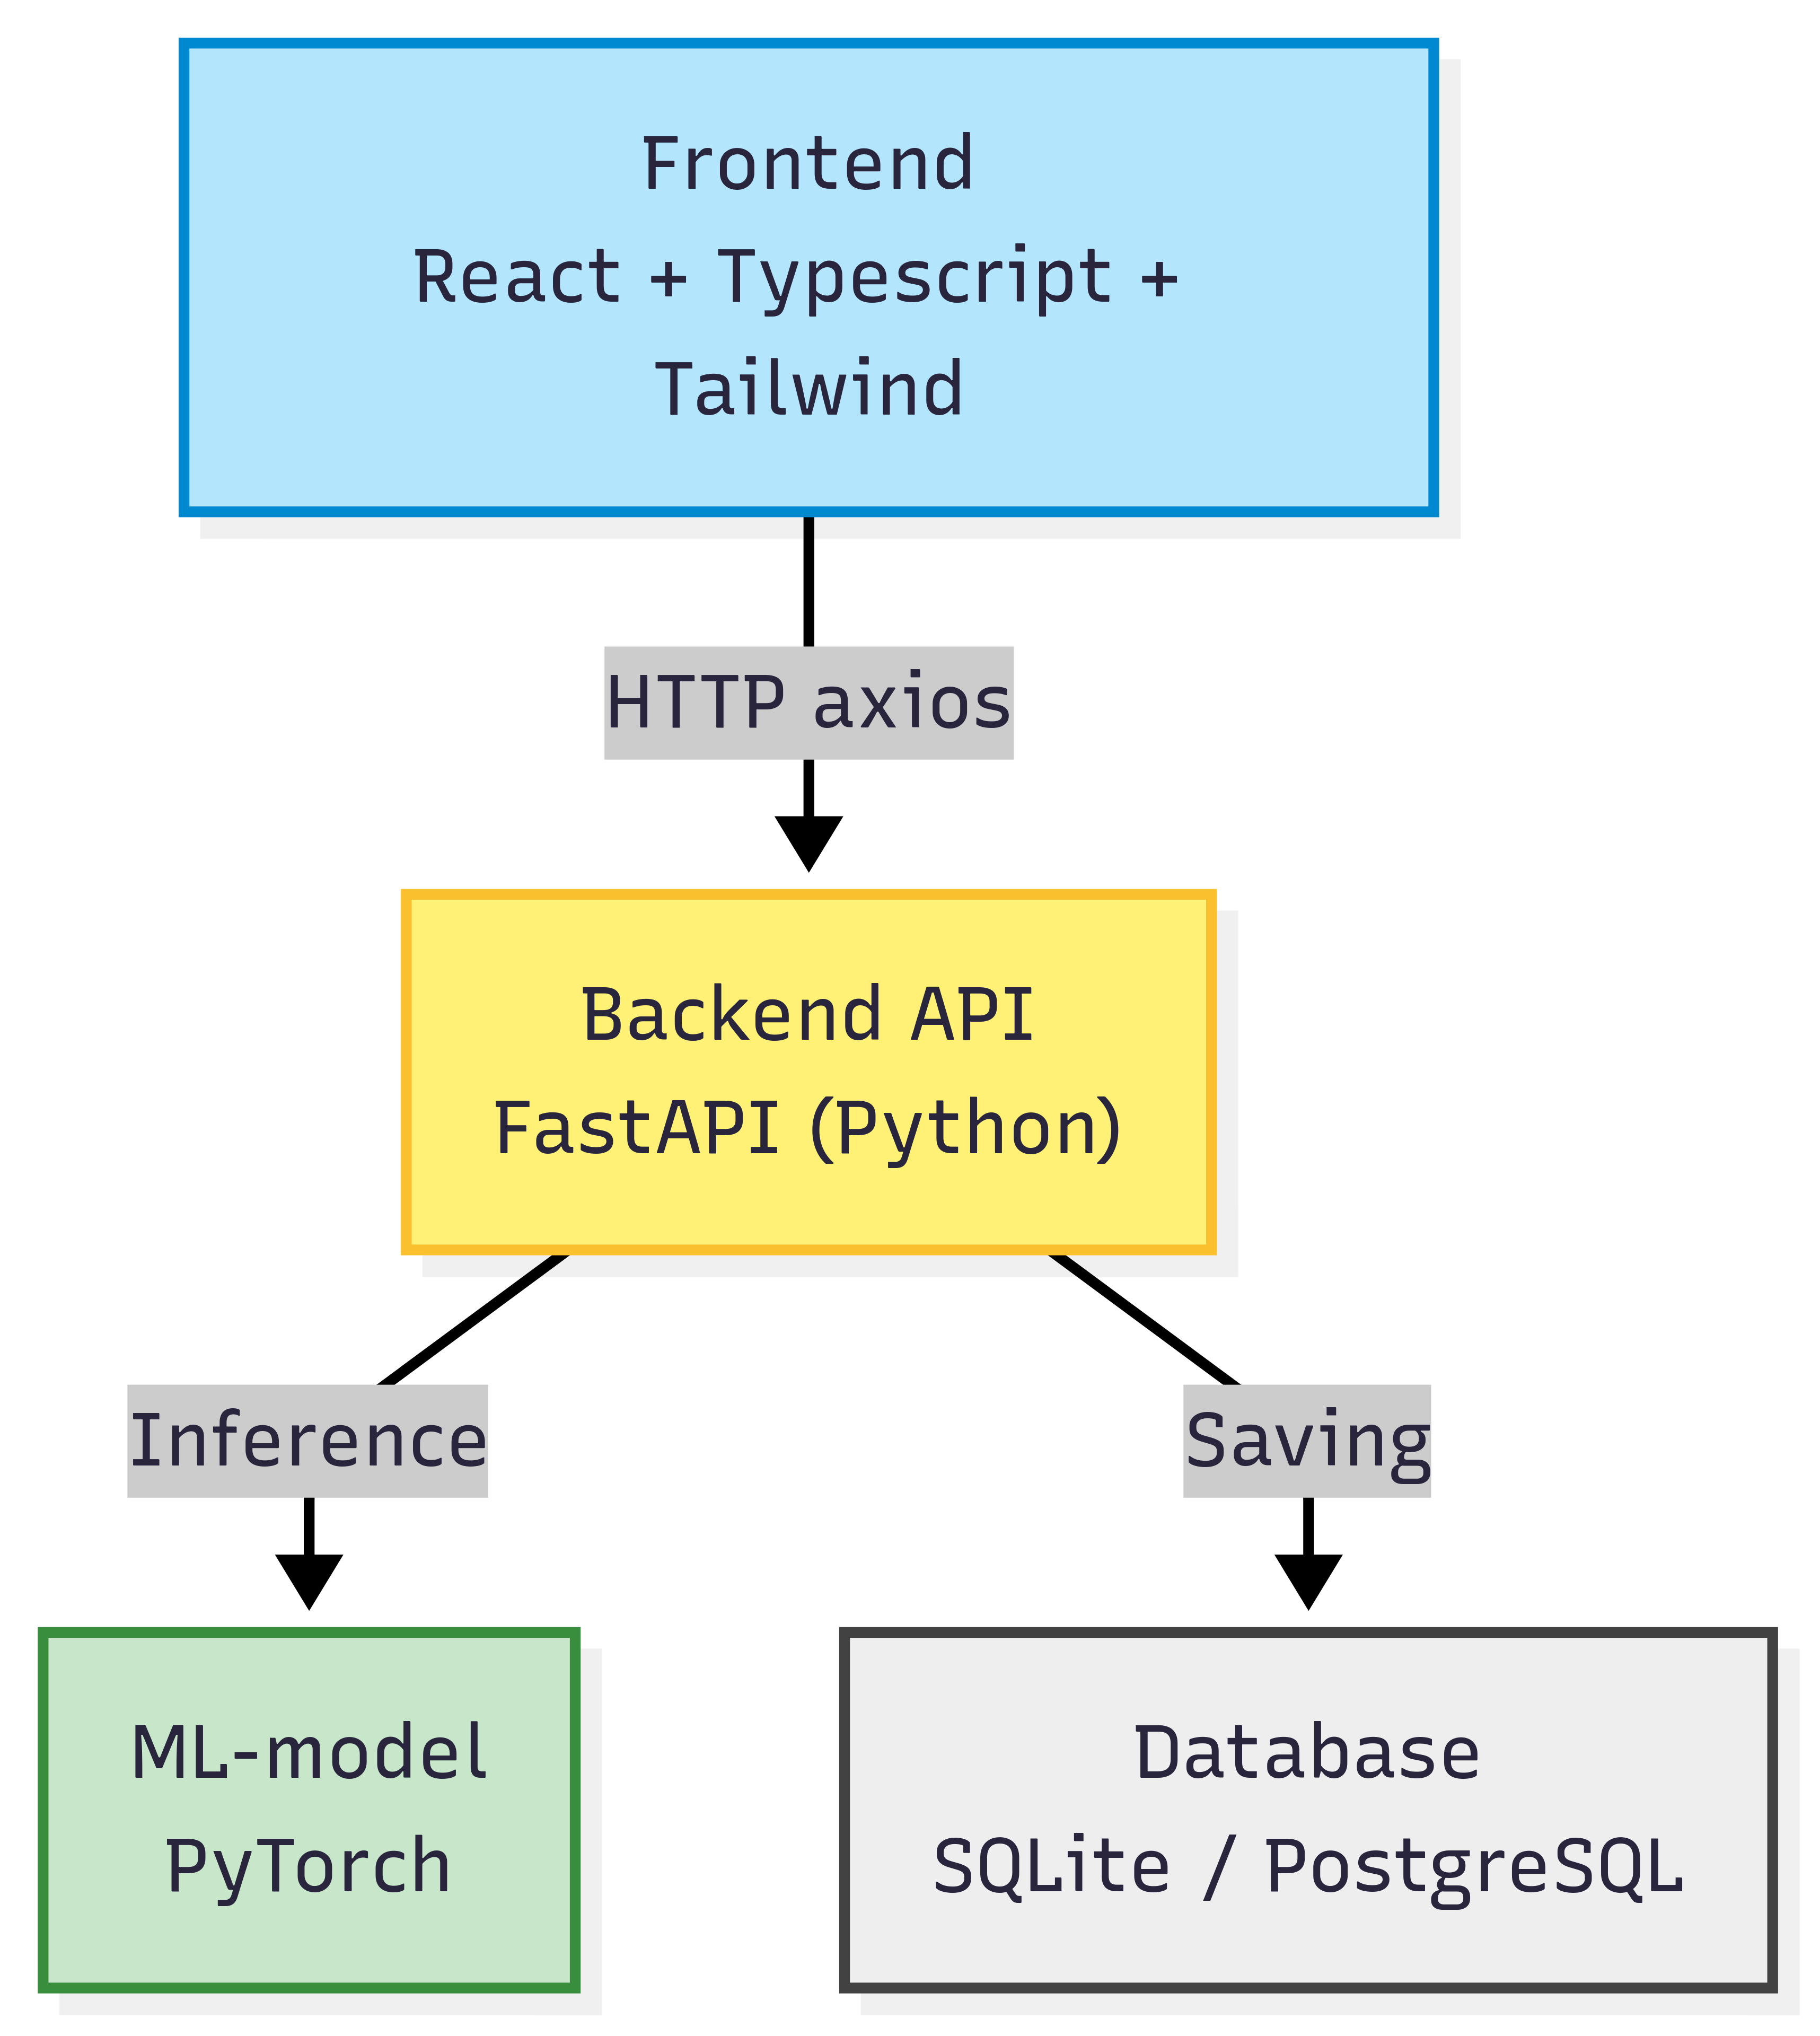 Frontend
React + Typescript +
Tailwind
HTTP axios
Backend API
FastAPI (Python)
Inference
Saving
ML-model
PyTorch
Database
SQLite / PostgreSQL